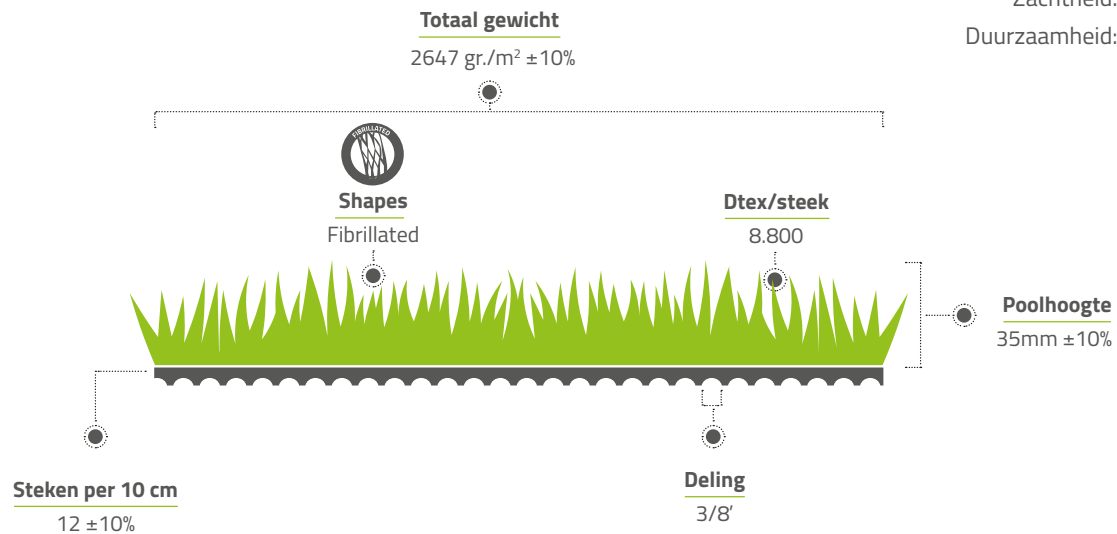 Zachtheid:
Duurzaamheid:
Totaal gewicht
2647 gr./m² ±10%
FIBRILLATED
Shapes
Fibrillated
Dtex/steek
8.800
Poolhoogte
35mm ±10%
Steken per 10 cm
12 ±10%
Deling
3/8’